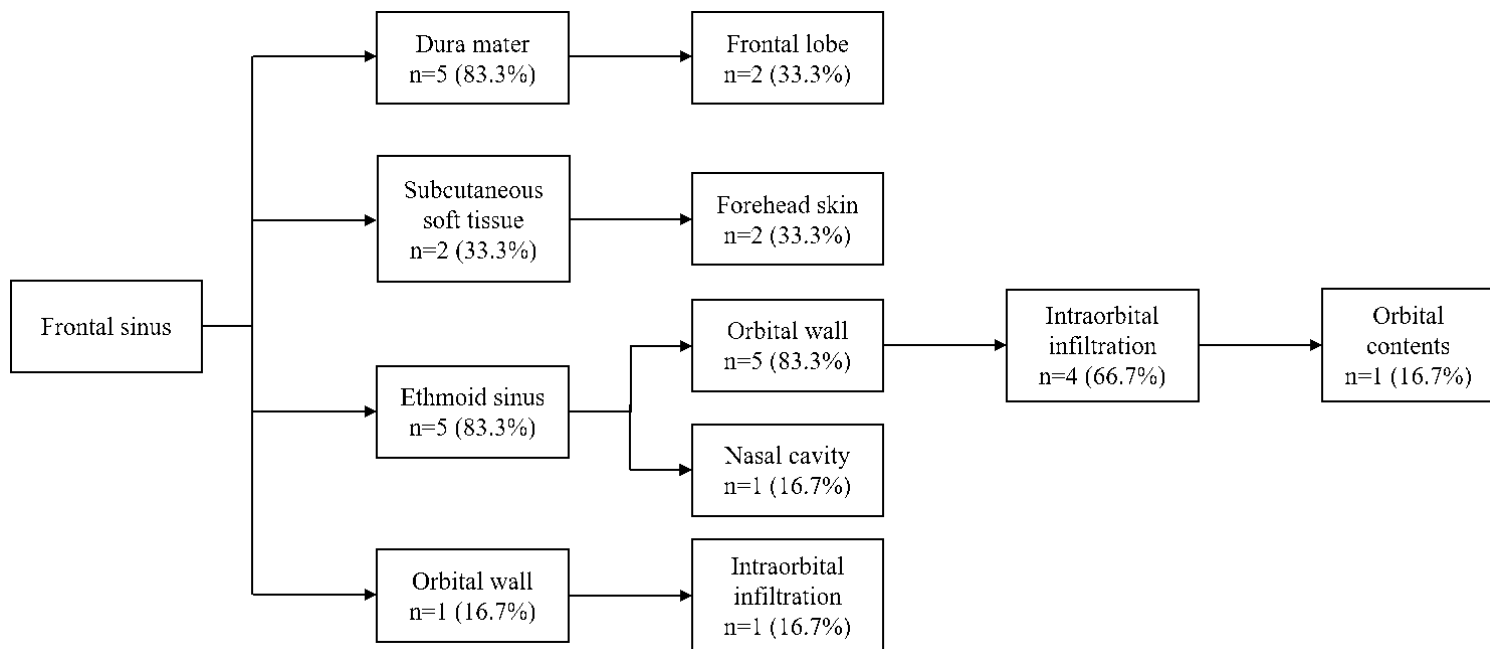 Dura mater
n=5 (83.3%)
Frontal lobe
n=2 (33.3%)
Subcutaneous
soft tissue
n=2 (33.3%)
Forehead skin
n=2 (33.3%)
Frontal sinus
Ethmoid sinus
n=5 (83.3%)
Orbital wall
n=5 (83.3%)
Intraorbital
infiltration
n=4 (66.7%)
Orbital
contents
n=1 (16.7%)
Nasal cavity
n=1 (16.7%)
Orbital wall
n=1 (16.7%)
Intraorbital
infiltration
n=1 (16.7%)